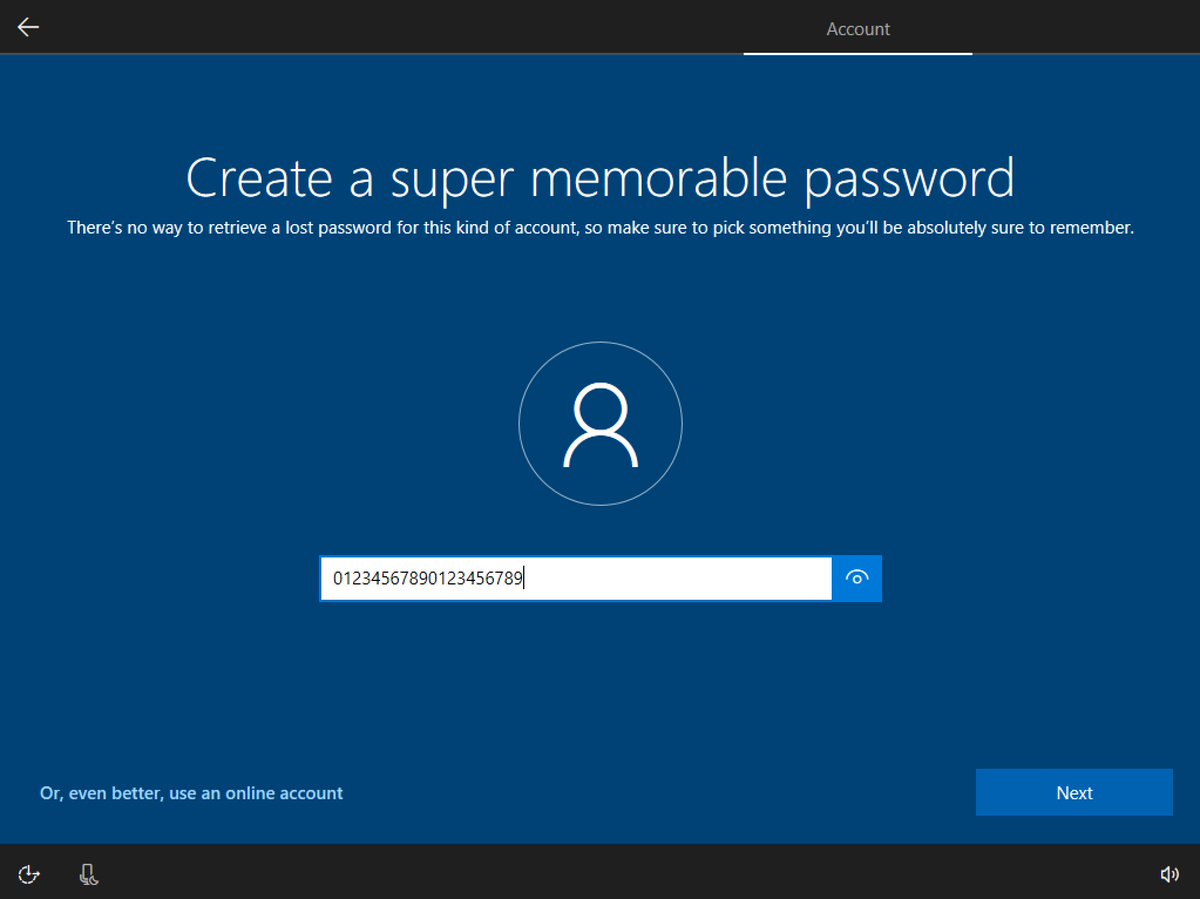 Account
Create a super memorable password
There's no way to retrieve a lost password for this kind of account, so make sure to pick something you'll be absolutely sure to remember.
01234567890123456789
Or, even better, use an online account
Next